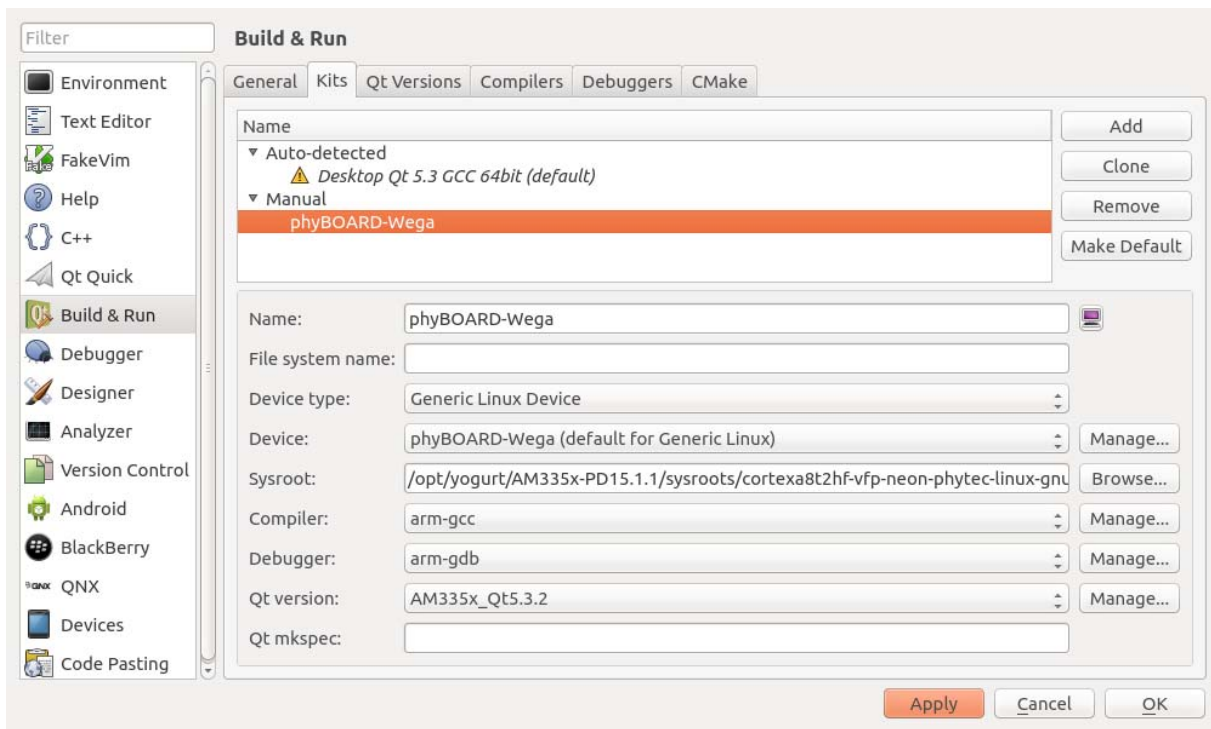 Filter
Environment
Text Editor
FakeVim
Help
C++
Qt Quick
Build & Run
Debugger
Designer
Analyzer
Version Control
Android
BlackBerry
QNX
Devices
Code Pasting
Build & Run
General Kits Qt Versions Compilers Debuggers CMake
Name
Auto-detected
Desktop Qt 5.3 GCC 64bit (default)
Manual
phyBOARD-Wega
Add
Clone
Remove
Make Default
Name: phyBOARD-Wega
File system name:
Device type: Generic Linux Device
Device: phyBOARD-Wega (default for Generic Linux) Manage...
Sysroot: /opt/yogurt/AM335x-PD15.1.1/sysroots/cortexa8t2hf-vfp-neon-phytec-linux-gnu Browse...
Compiler: arm-gcc Manage...
Debugger: arm-gdb Manage...
Qt version: AM335x_Qt5.3.2 Manage...
Qt mkspec:
Apply Cancel OK